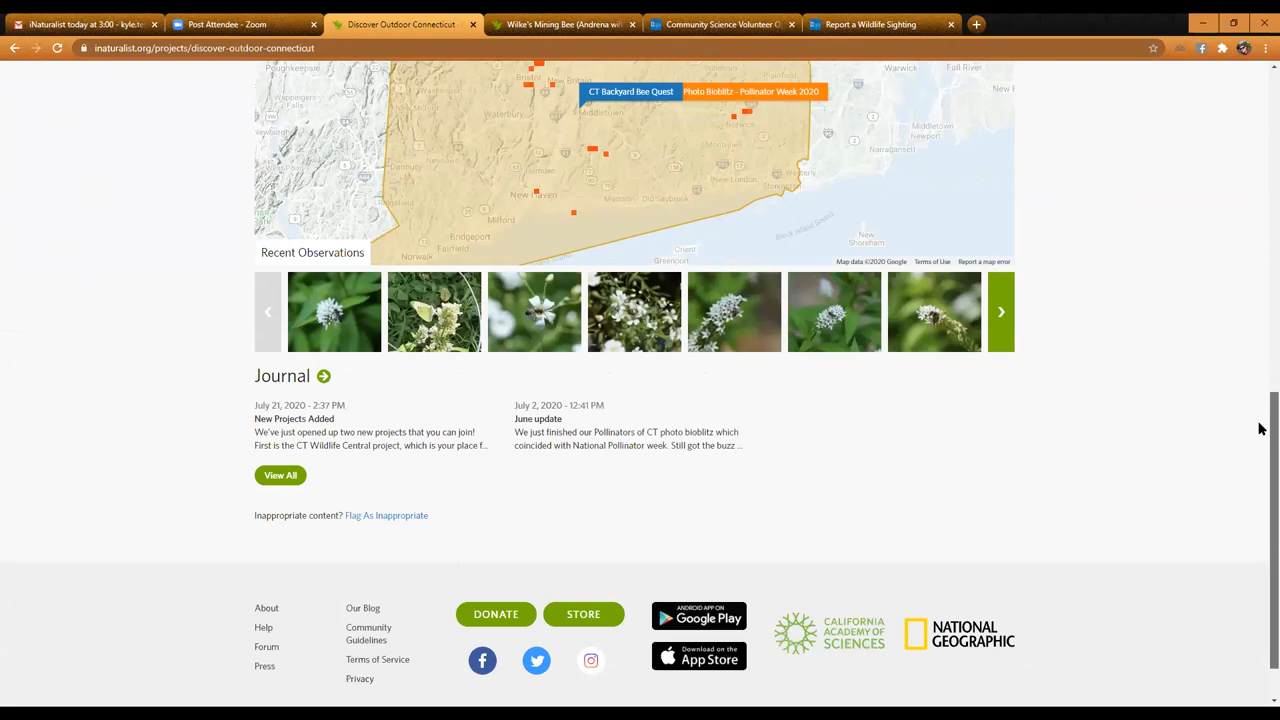 iNaturalist today at 3:00 - kyle.te
Post Attendee - Zoom
Discover Outdoor Connecticut
Wilke's Mining Bee (Andrena wil
Community Science Volunteer O
Report a Wildlife Sighting
inaturalist.org/projects/discover-outdoor-connecticut
Poughkeepsie
Bristol
New Britain
Plainfield
Warwick
Fall River
CT Backyard Bee Quest
Photo Bioblitz - Pollinator Week 2020
Waterbury
Middletown
Norwich
Middletown
Newport
Narragansett
Newtown
Montville
Danbury
Westerly
New Haven
New London
Stonington
Ridgefield
Madison
Old Saybrook
Milford
Block Island Sound
Bridgeport
New Shoreham
Fairfield
Orient
Norwalk
Greenport
Recent Observations
Map data ©2020 Google
Terms of Use
Report a map error
Journal
July 21, 2020 - 2:37 PM
New Projects Added
We've just opened up two new projects that you can join!
First is the CT Wildlife Central project, which is your place f...
July 2, 2020 - 12:41 PM
June update
We just finished our Pollinators of CT photo bioblitz which
coincided with National Pollinator week. Still got the buzz ...
View All
Inappropriate content? Flag As Inappropriate
About
Help
Forum
Press
Our Blog
Community
Guidelines
Terms of Service
Privacy
DONATE
STORE
ANDROID APP ON
Google Play
Download on the
App Store
CALIFORNIA
ACADEMY OF
SCIENCES
NATIONAL
GEOGRAPHIC